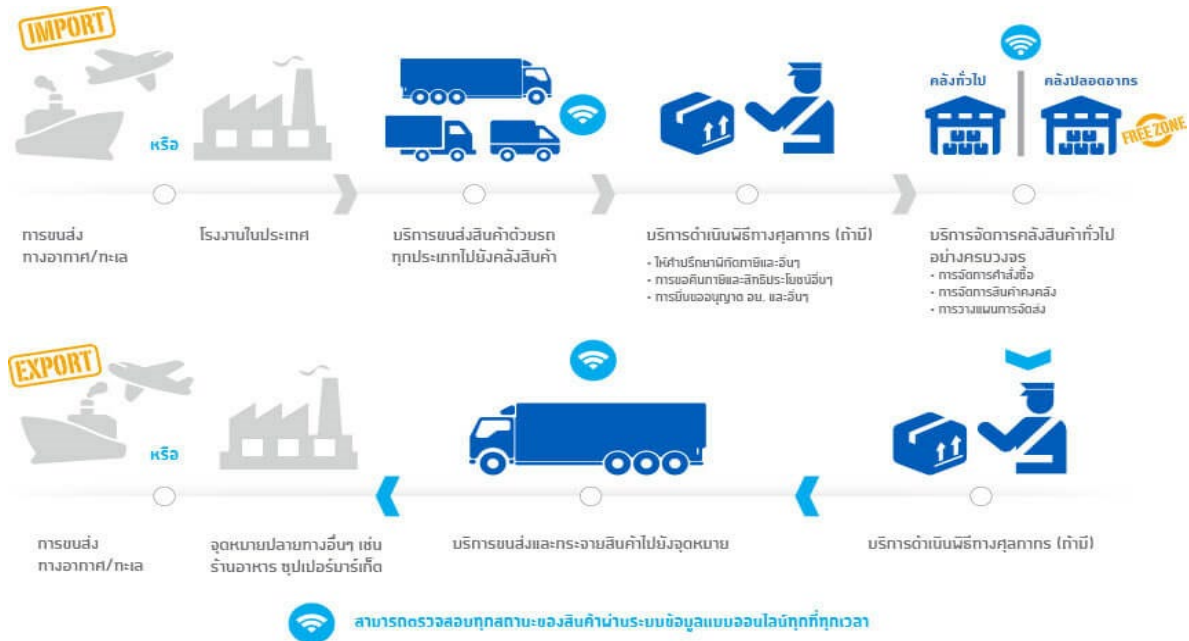 IMPORT
หรือ
คลังทั่วไป
คลังปลอดอากร
FREE ZONE
การขนส่ง
ทางอากาศ/ทะเล
โรงงานในประเทศ
บริการขนส่งสินค้าด้วยรถ
ทุกประเภทไปยังคลังสินค้า
บริการดำเนินพิธีทางศุลกากร (ถ้ามี)
- ให้คำปรึกษาพิกัดภาษีและอื่นๆ
- การขอคืนภาษีและสิทธิประโยชน์อื่นๆ
- การยื่นขออนุญาต อย. และอื่นๆ
บริการจัดการคลังสินค้าทั่วไป
อย่างครบวงจร
- การจัดการคำสั่งซื้อ
- การจัดการสินค้าคงคลัง
- การวางแผนการจัดส่ง
EXPORT
หรือ
การขนส่ง
ทางอากาศ/ทะเล
จุดหมายปลายทางอื่นๆ เช่น
ร้านอาหาร ซุปเปอร์มาร์เก็ต
บริการขนส่งและกระจายสินค้าไปยังจุดหมาย
บริการดำเนินพิธีทางศุลกากร (ถ้ามี)
สามารถตรวจสอบทุกสถานะของสินค้าผ่านระบบข้อมูลแบบออนไลน์ทุกที่ทุกเวลา